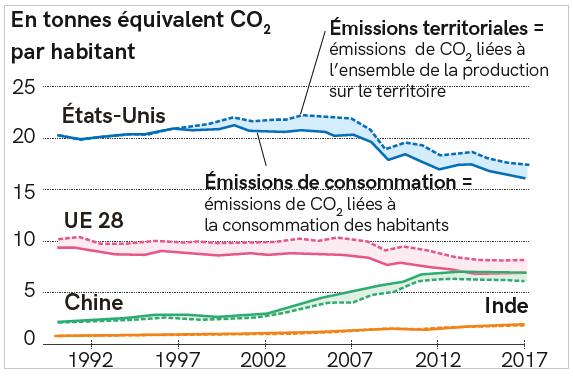 En tonnes équivalent CO2
par habitant
Émissions territoriales =
émissions de CO2 liées à
l'ensemble de la production
sur le territoire
25
États-Unis
20
Émissions de consommation =
émissions de CO2 liées à
la consommation des habitants
15
UE 28
10
5
Chine
Inde
0
1992 1997 2002 2007 2012 2017